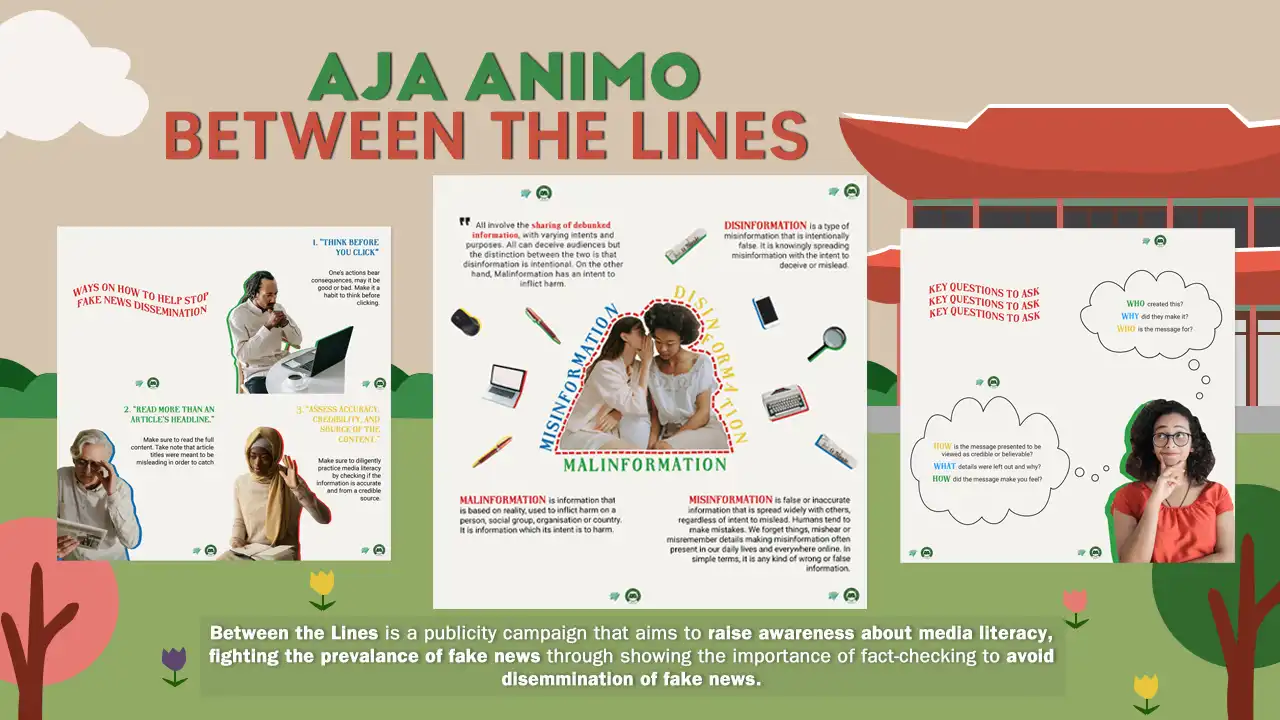 AJA ANIMO
BETWEEN THE LINES
WAYS ON HOW TO HELP STOP
FAKE NEWS DISSEMINATION
1. "THINK BEFORE
YOU CLICK"
One's actions bear
consequences, may it be
good or bad. Make it a
habit to think before
clicking.
2. "READ MORE THAN AN
ARTICLE'S HEADLINE."
Make sure to read the full
content. Take note that article
titles were meant to be
misleading in order to catch
3. "ASSESS ACCURACY,
CREDIBILITY, AND
SOURCE OF THE
CONTENT."
Make sure to diligently
practice media literacy
by checking if the
information is accurate
and from a credible
source.
" All involve the sharing of debunked
information, with varying intents and
purposes. All can deceive audiences but
the distinction between the two is that
disinformation is intentional. On the other
hand, Malinformation has an intent to
inflict harm.
DISINFORMATION is a type of
misinformation that is intentionally
false. It is knowingly spreading
misinformation with the intent to
deceive or mislead.
MISINFORMATION
DISINFORMATION
MALINFORMATION
MALINFORMATION is information that
is based on reality, used to inflict harm on a
person, social group, organisation or country.
It is information which its intent is to harm.
MISINFORMATION is false or inaccurate
information that is spread widely with others,
regardless of intent to mislead. Humans tend to
make mistakes. We forget things, mishear or
misremember details making misinformation often
present in our daily lives and everywhere online. In
simple terms, it is any kind of wrong or false
information.
KEY QUESTIONS TO ASK
KEY QUESTIONS TO ASK
KEY QUESTIONS TO ASK
WHO created this?
WHY did they make it?
WHO is the message for?
HOW is the message presented to be
viewed as credible or believable?
WHAT details were left out and why?
HOW did the message make you feel?
Between the Lines is a publicity campaign that aims to raise awareness about media literacy,
fighting the prevalance of fake news through showing the importance of fact-checking to avoid
disemmination of fake news.